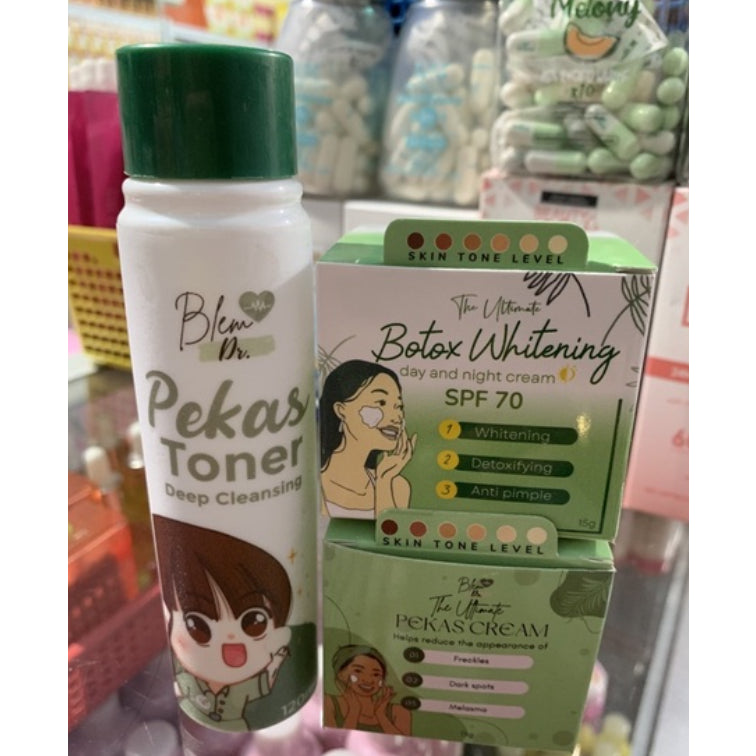 Melony
x10
Blem
Dr.
Pekas
Toner
Deep Cleansing
SKIN TONE LEVEL
The Ultimate
Botox Whitening
day and night cream
SPF 70
1 Whitening
2 Detoxifying
3 Anti pimple
15g
SKIN TONE LEVEL
Blem
Dr.
The Ultimate
PEKAS CREAM
Helps reduce the appearance of
01 Freckles
02 Dark spots
03 Melasma